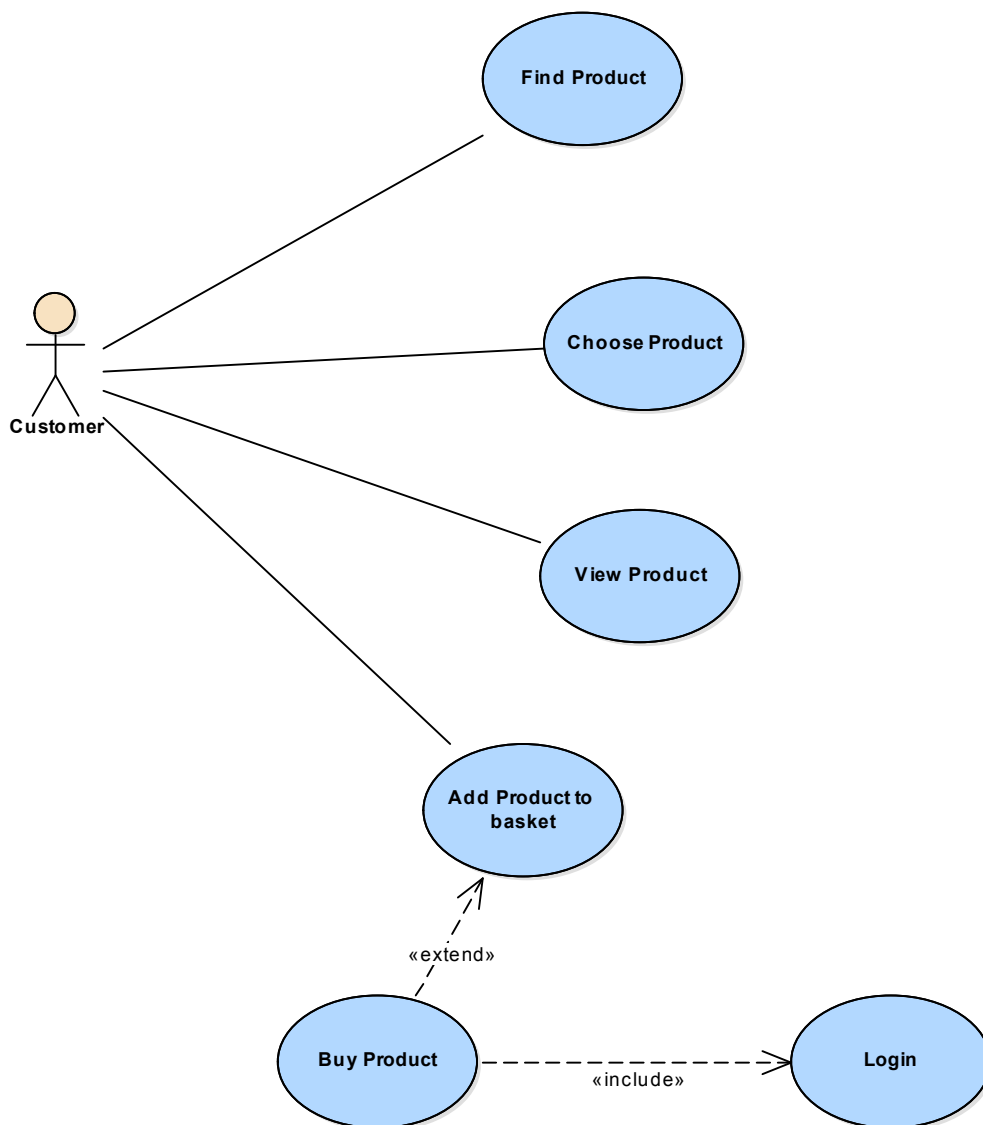 Find Product
Choose Product
Customer
View Product
Add Product to
basket
«extend»
Buy Product
Login
«include»